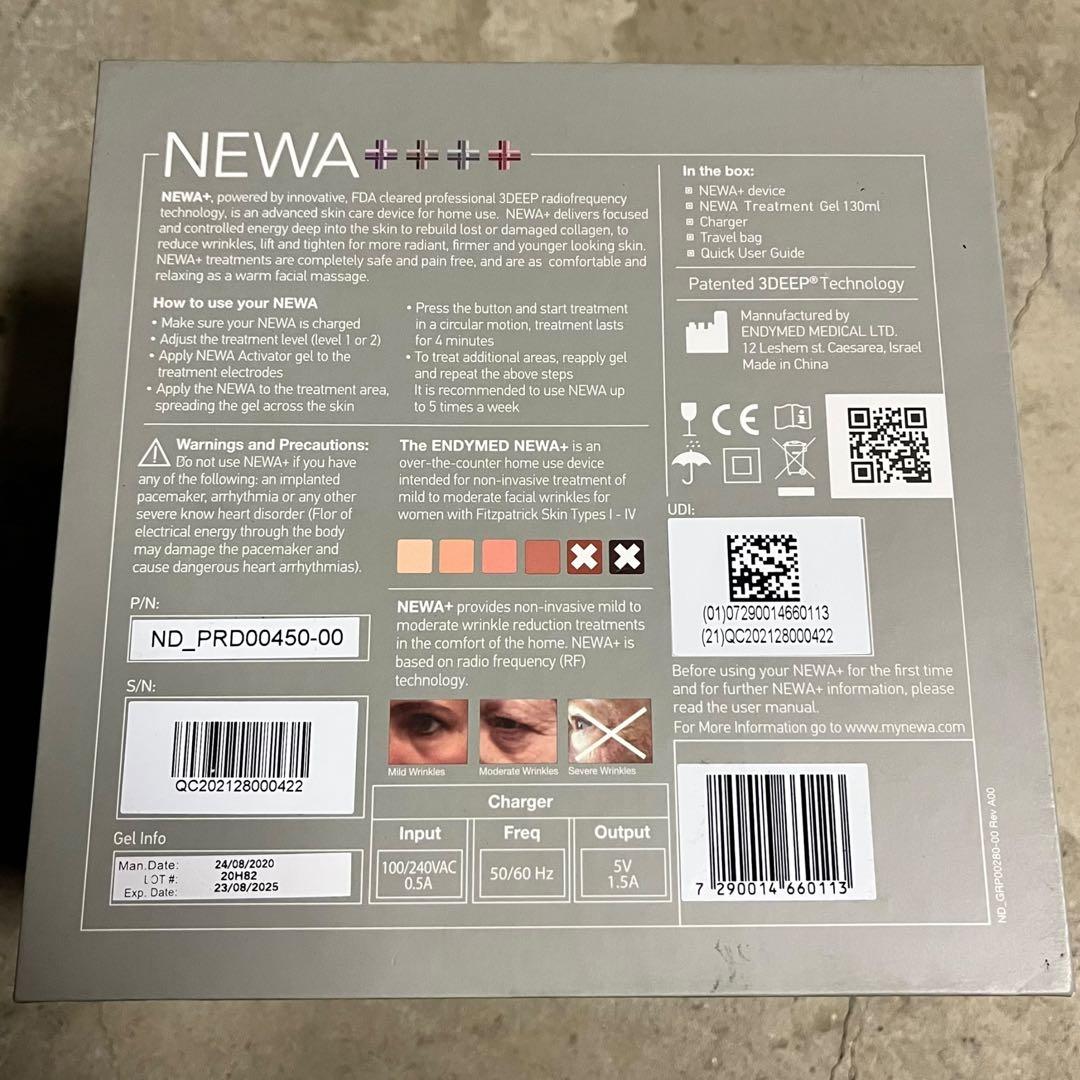 NEWA
NEWA+, powered by innovative, FDA cleared professional 3DEEP radiofrequency
technology, is an advanced skin care device for home use. NEWA+ delivers focused
and controlled energy deep into the skin to rebuild lost or damaged collagen, to
reduce wrinkles, lift and tighten for more radiant, firmer and younger looking skin.
NEWA+ treatments are completely safe and pain free, and are as comfortable and
relaxing as a warm facial massage.
How to use your NEWA
• Make sure your NEWA is charged
• Adjust the treatment level (level 1 or 2)
• Apply NEWA Activator gel to the
treatment electrodes
• Apply the NEWA to the treatment area,
spreading the gel across the skin
• Press the button and start treatment
in a circular motion, treatment lasts
for 4 minutes
• To treat additional areas, reapply gel
and repeat the above steps
It is recommended to use NEWA up
to 5 times a week
Warnings and Precautions:
Do not use NEWA+ if you have
any of the following: an implanted
pacemaker, arrhythmia or any other
severe know heart disorder (Flor of
electrical energy through the body
may damage the pacemaker and
cause dangerous heart arrhythmias).
P/N:
ND_PRD00450-00
S/N:
QC202128000422
Gel Info
Man.Date: 24/08/2020
LOT #: 20H82
Exp. Date: 23/08/2025
The ENDYMED NEWA+ is an
over-the-counter home use device
intended for non-invasive treatment of
mild to moderate facial wrinkles for
women with Fitzpatrick Skin Types I - IV
NEWA+ provides non-invasive mild to
moderate wrinkle reduction treatments
in the comfort of the home. NEWA+ is
based on radio frequency (RF)
technology.
Mild Wrinkles Moderate Wrinkles Severe Wrinkles
Charger
Input Freq Output
100/240VAC 50/60 Hz 5V
0.5A 1.5A
In the box:
NEWA+ device
NEWA Treatment Gel 130ml
Charger
Travel bag
Quick User Guide
Patented 3DEEP® Technology
Mannufactured by
ENDYMED MEDICAL LTD.
12 Leshem st. Caesarea, Israel
Made in China
CE
UDI:
(01)07290014660113
(21)QC202128000422
Before using your NEWA+ for the first time
and for further NEWA+ information, please
read the user manual.
For More Information go to www.mynewa.com
7 290014 660113
ND_GRP00280-00 Rev A00